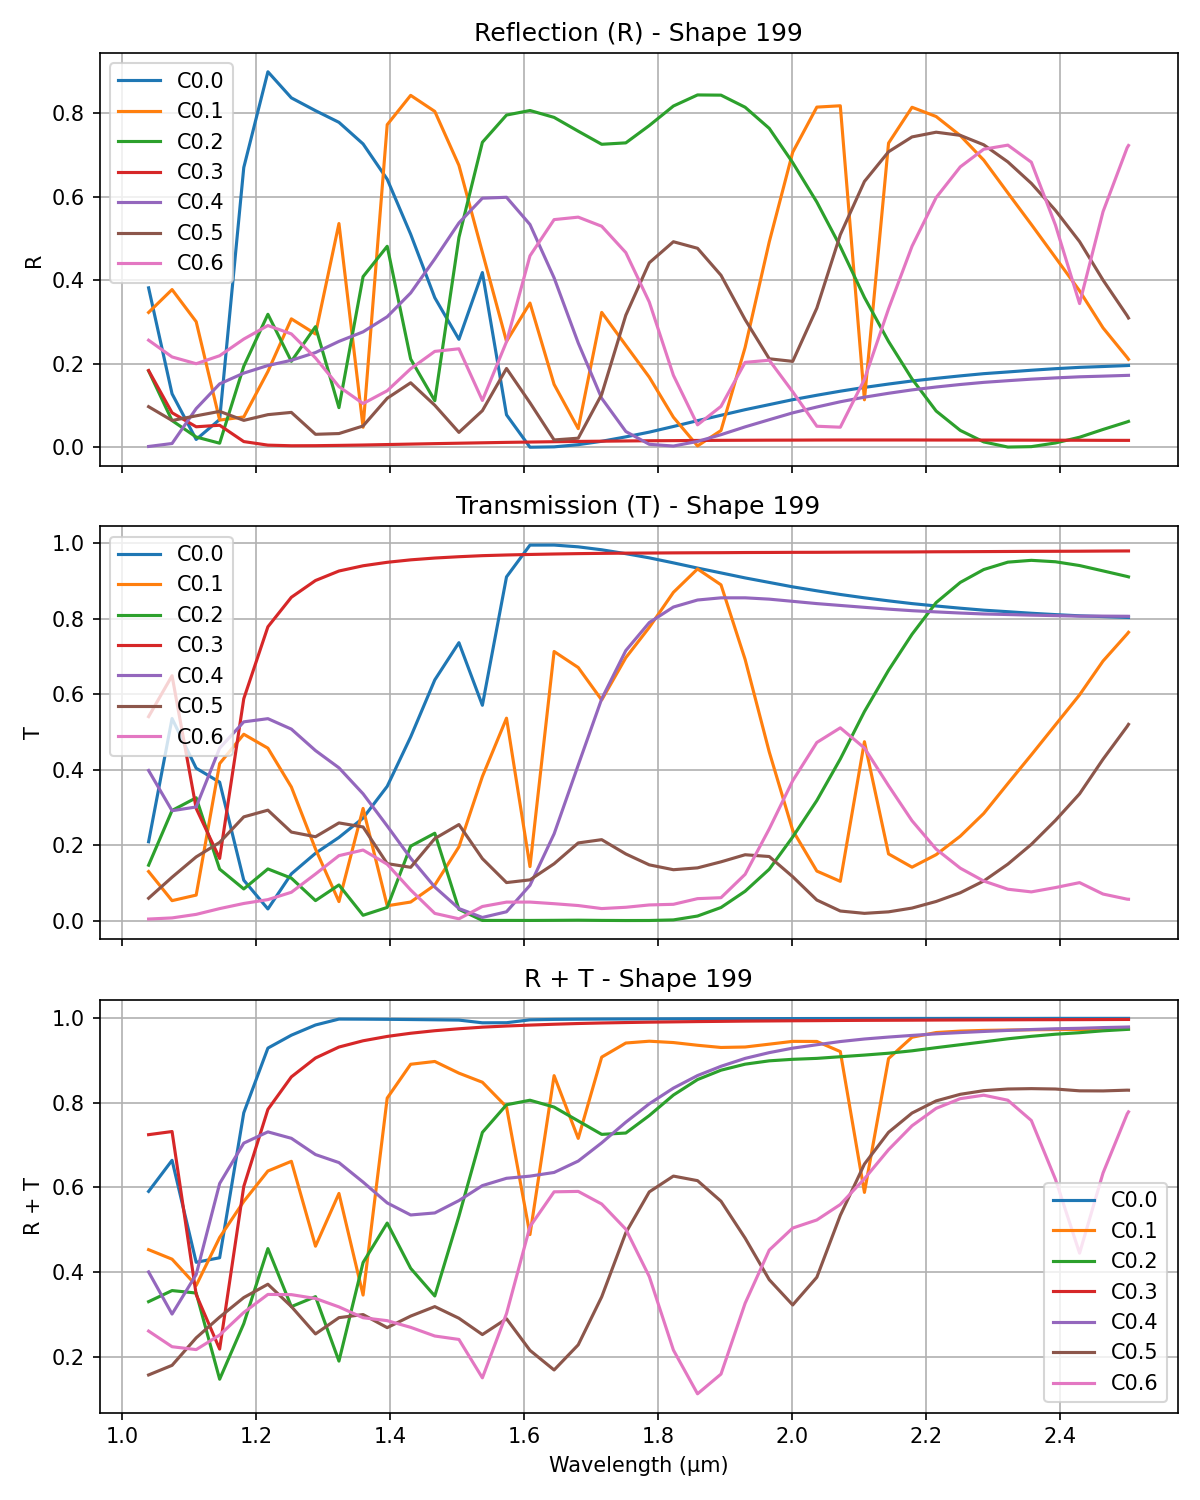 Reflection (R) - Shape 199
C0.0
C0.1
C0.2
C0.3
C0.4
C0.5
C0.6
0.8
0.6
0.4
0.2
0.0
R
Transmission (T) - Shape 199
C0.0
C0.1
C0.2
C0.3
C0.4
C0.5
C0.6
1.0
0.8
0.6
0.4
0.2
0.0
T
R + T - Shape 199
1.0
0.8
0.6
0.4
0.2
R + T
C0.0
C0.1
C0.2
C0.3
C0.4
C0.5
C0.6
1.0 1.2 1.4 1.6 1.8 2.0 2.2 2.4
Wavelength (μm)